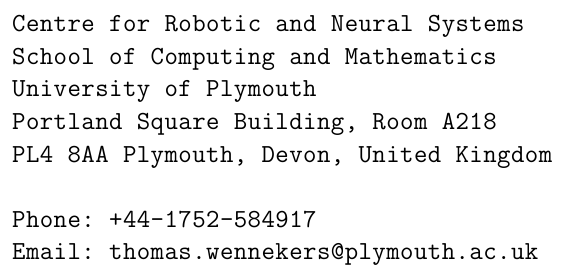 Centre for Robotic and Neural Systems
School of Computing and Mathematics
University of Plymouth
Portland Square Building, Room A218
PL4 8AA Plymouth, Devon, United Kingdom

Phone: +44-1752-584917
Email: thomas.wennekers@plymouth.ac.uk